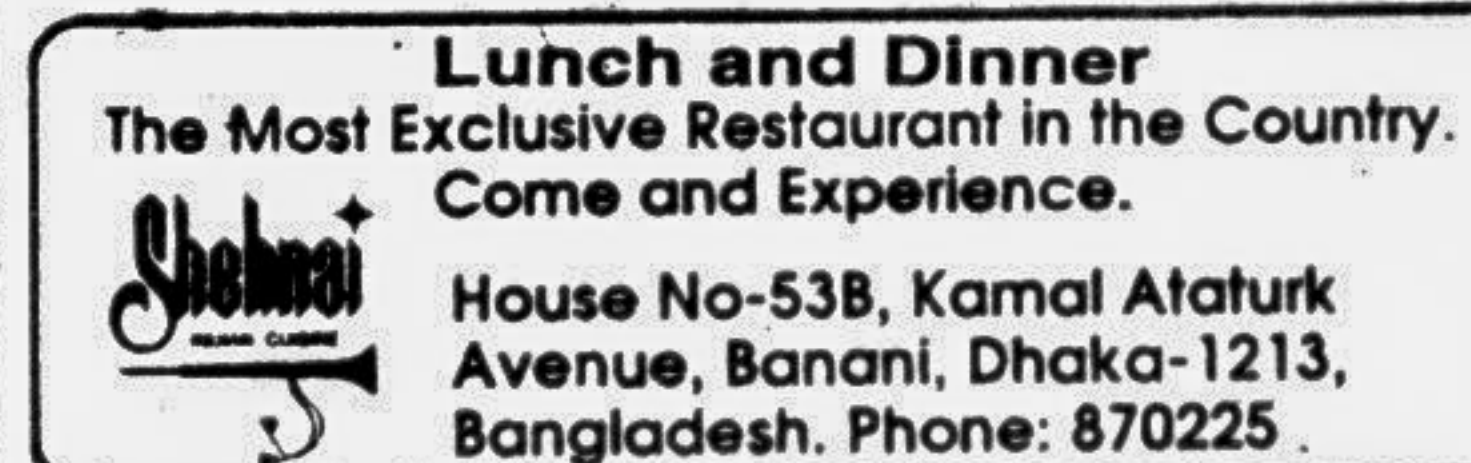 Lunch and Dinner
The Most Exclusive Restaurant in the Country.
Come and Experience.
Shehnai
CUISINE
House No-53B, Kamal Ataturk
Avenue, Banani, Dhaka-1213,
Bangladesh. Phone: 870225.